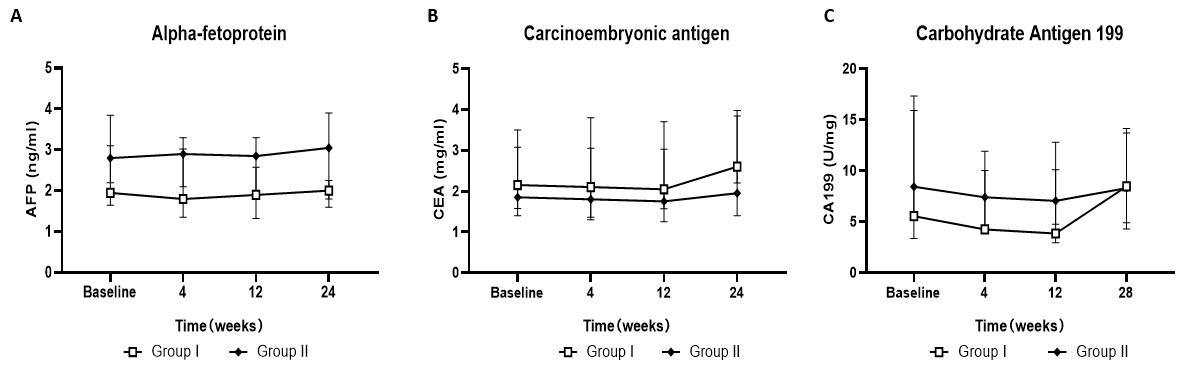 A
Alpha-fetoprotein
AFP (ng/ml)
5
4
3
2
1
0
Baseline 4 12 24
Time(weeks)
Group I Group II
B
Carcinoembryonic antigen
CEA (mg/ml)
5
4
3
2
1
0
Baseline 4 12 24
Time(weeks)
Group I Group II
C
Carbohydrate Antigen 199
CA199 (U/mg)
20
15
10
5
0
Baseline 4 12 28
Time(weeks)
Group I Group II